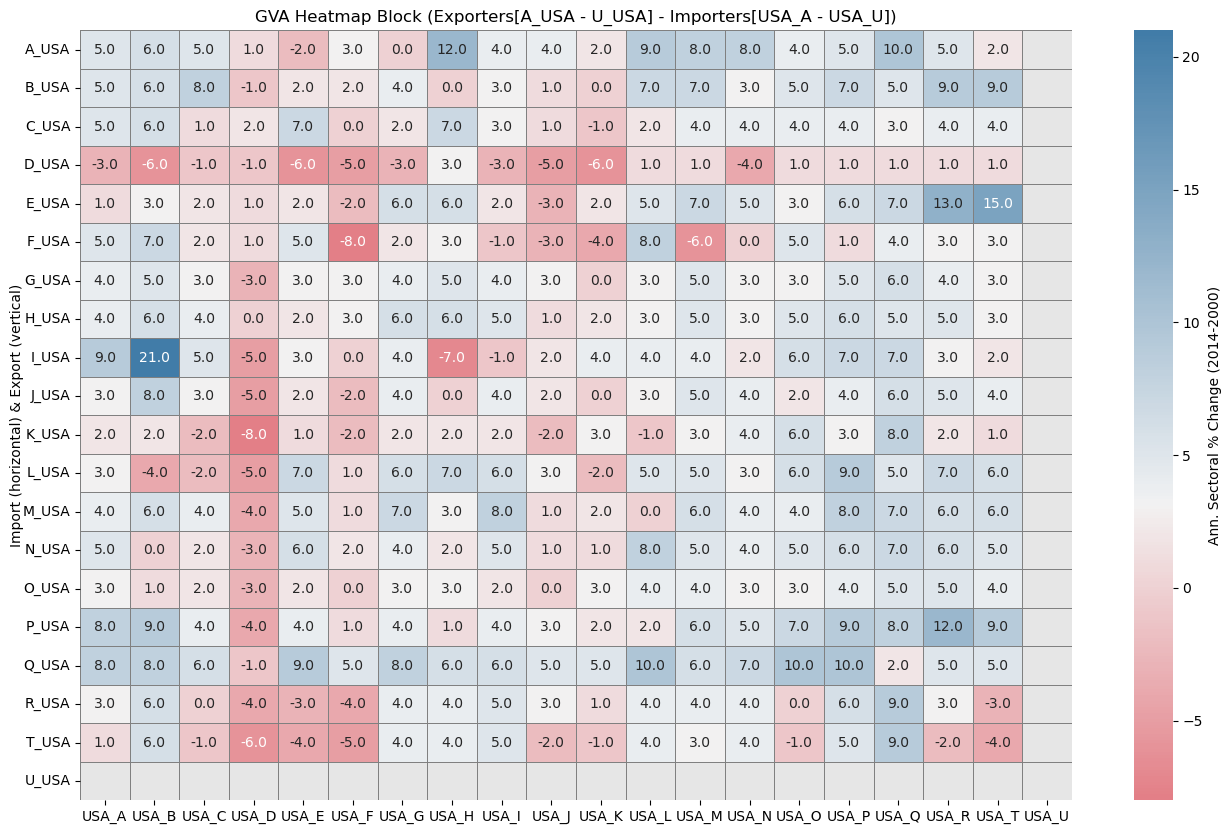 GVA Heatmap Block (Exporters[A_USA - U_USA] - Importers[USA_A - USA_U])
Import (horizontal) & Export (vertical)
A_USA 5.0 6.0 5.0 1.0 -2.0 3.0 0.0 12.0 4.0 4.0 2.0 9.0 8.0 8.0 4.0 5.0 10.0 5.0 2.0
B_USA 5.0 6.0 8.0 -1.0 2.0 2.0 4.0 0.0 3.0 1.0 0.0 7.0 7.0 3.0 5.0 7.0 5.0 9.0 9.0
C_USA 5.0 6.0 1.0 2.0 7.0 0.0 2.0 7.0 3.0 1.0 -1.0 2.0 4.0 4.0 4.0 4.0 3.0 4.0 4.0
D_USA -3.0 -6.0 -1.0 -1.0 -6.0 -5.0 -3.0 3.0 -3.0 -5.0 -6.0 1.0 1.0 -4.0 1.0 1.0 1.0 1.0 1.0
E_USA 1.0 3.0 2.0 1.0 2.0 -2.0 6.0 6.0 2.0 -3.0 2.0 5.0 7.0 5.0 3.0 6.0 7.0 13.0 15.0
F_USA 5.0 7.0 2.0 1.0 5.0 -8.0 2.0 3.0 -1.0 -3.0 -4.0 8.0 -6.0 0.0 5.0 1.0 4.0 3.0 3.0
G_USA 4.0 5.0 3.0 -3.0 3.0 3.0 4.0 5.0 4.0 3.0 0.0 3.0 5.0 3.0 3.0 5.0 6.0 4.0 3.0
H_USA 4.0 6.0 4.0 0.0 2.0 3.0 6.0 6.0 5.0 1.0 2.0 3.0 5.0 3.0 5.0 6.0 5.0 5.0 3.0
I_USA 9.0 21.0 5.0 -5.0 3.0 0.0 4.0 -7.0 -1.0 2.0 4.0 4.0 4.0 2.0 6.0 7.0 7.0 3.0 2.0
J_USA 3.0 8.0 3.0 -5.0 2.0 -2.0 4.0 0.0 4.0 2.0 0.0 3.0 5.0 4.0 2.0 4.0 6.0 5.0 4.0
K_USA 2.0 2.0 -2.0 -8.0 1.0 -2.0 2.0 2.0 2.0 -2.0 3.0 -1.0 3.0 4.0 6.0 3.0 8.0 2.0 1.0
L_USA 3.0 -4.0 -2.0 -5.0 7.0 1.0 6.0 7.0 6.0 3.0 -2.0 5.0 5.0 3.0 6.0 9.0 5.0 7.0 6.0
M_USA 4.0 6.0 4.0 -4.0 5.0 1.0 7.0 3.0 8.0 1.0 2.0 0.0 6.0 4.0 4.0 8.0 7.0 6.0 6.0
N_USA 5.0 0.0 2.0 -3.0 6.0 2.0 4.0 2.0 5.0 1.0 1.0 8.0 5.0 4.0 5.0 6.0 7.0 6.0 5.0
O_USA 3.0 1.0 2.0 -3.0 2.0 0.0 3.0 3.0 2.0 0.0 3.0 4.0 4.0 3.0 3.0 4.0 5.0 5.0 4.0
P_USA 8.0 9.0 4.0 -4.0 4.0 1.0 4.0 1.0 4.0 3.0 2.0 2.0 6.0 5.0 7.0 9.0 8.0 12.0 9.0
Q_USA 8.0 8.0 6.0 -1.0 9.0 5.0 8.0 6.0 6.0 5.0 5.0 10.0 6.0 7.0 10.0 10.0 2.0 5.0 5.0
R_USA 3.0 6.0 0.0 -4.0 -3.0 -4.0 4.0 4.0 5.0 3.0 1.0 4.0 4.0 4.0 0.0 6.0 9.0 3.0 -3.0
T_USA 1.0 6.0 -1.0 -6.0 -4.0 -5.0 4.0 4.0 5.0 -2.0 -1.0 4.0 3.0 4.0 -1.0 5.0 9.0 -2.0 -4.0
U_USA
USA_A USA_B USA_C USA_D USA_E USA_F USA_G USA_H USA_I USA_J USA_K USA_L USA_M USA_N USA_O USA_P USA_Q USA_R USA_T USA_U
20
15
10
5
0
−5
Ann. Sectoral % Change (2014-2000)